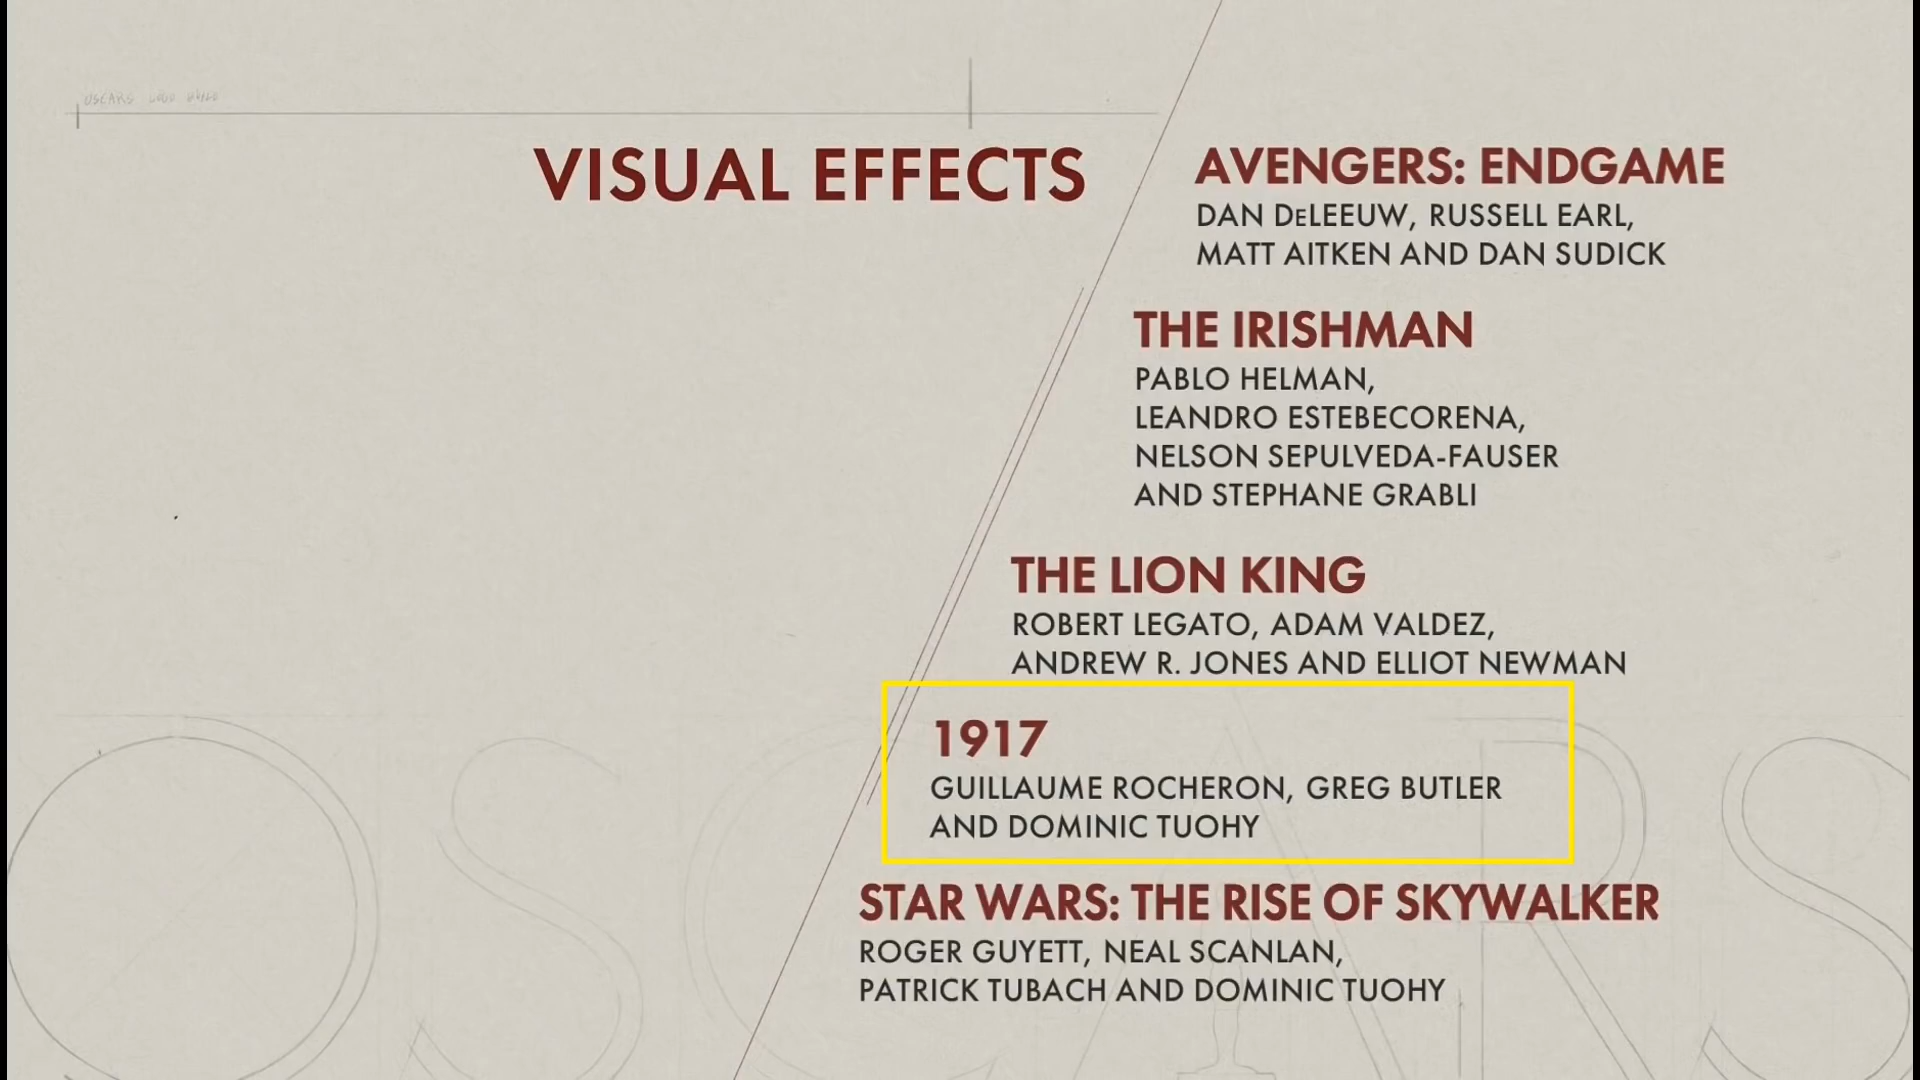 VISUAL EFFECTS
AVENGERS: ENDGAME
DAN DeLEEUW, RUSSELL EARL,
MATT AITKEN AND DAN SUDICK
THE IRISHMAN
PABLO HELMAN,
LEANDRO ESTEBECORENA,
NELSON SEPULVEDA-FAUSER
AND STEPHANE GRABLI
THE LION KING
ROBERT LEGATO, ADAM VALDEZ,
ANDREW R. JONES AND ELLIOT NEWMAN
1917
GUILLAUME ROCHERON, GREG BUTLER
AND DOMINIC TUOHY
STAR WARS: THE RISE OF SKYWALKER
ROGER GUYETT, NEAL SCANLAN,
PATRICK TUBACH AND DOMINIC TUOHY
OSCARS